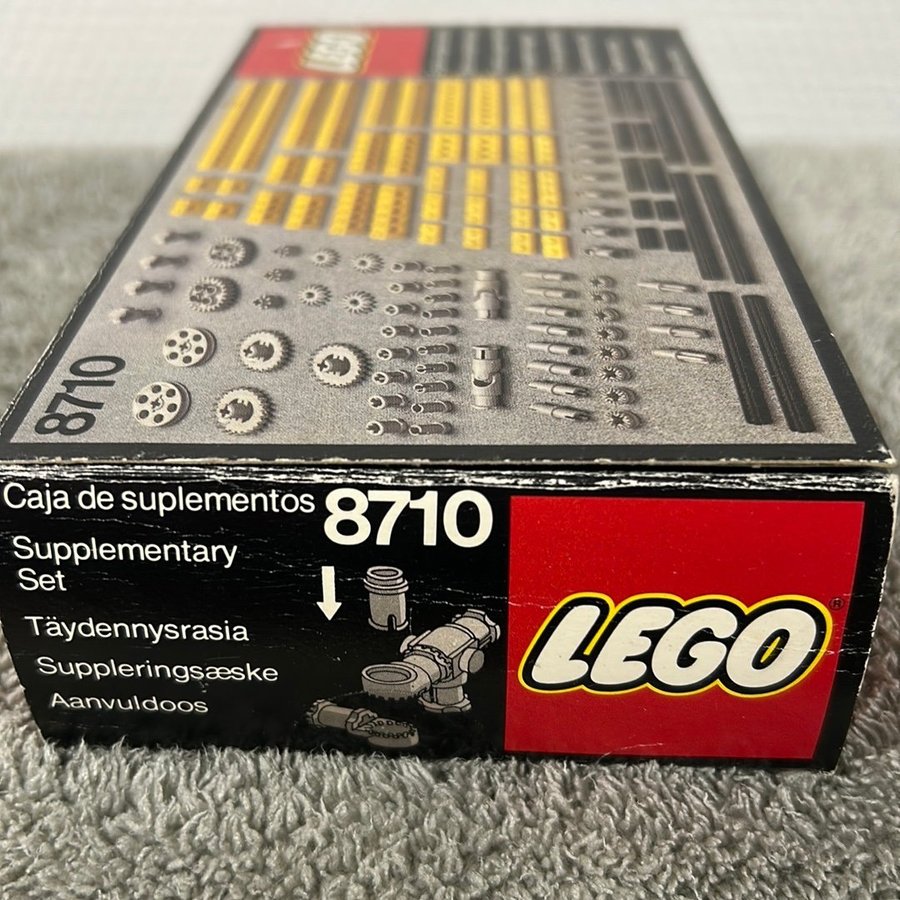 LEGO
8710
Caja de suplementos
8710
Supplementary
Set
Täydennysrasia
Suppleringsæske
Aanvuldoos
LEGO®